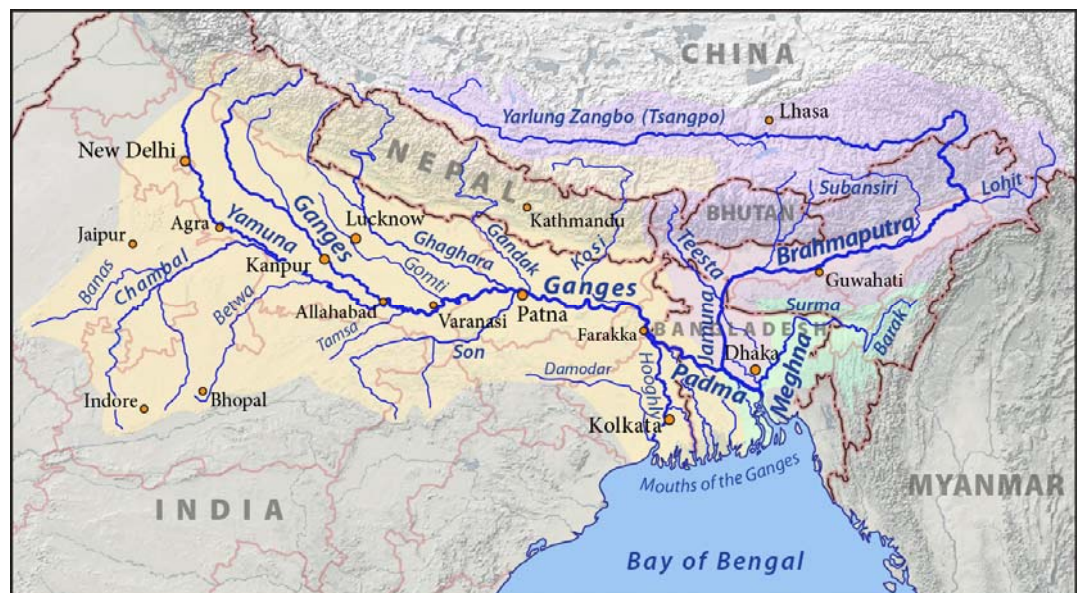 CHINA
Yarlung Zangbo (Tsangpo)
Lhasa
New Delhi
NEPAL
Subansiri
Lohit
Ganges
Lucknow
Kathmandu
BHUTAN
Agra
Yamuna
Jaipur
Ghaghara
Gandak
Kosi
Teesta
Brahmaputra
Banas
Chambal
Kanpur
Gomti
Guwahati
Betwa
Ganges
Allahabad
Varanasi
Patna
Jamuna
Surma
Tamsa
Son
Farakka
BANGLADESH
Barak
Dhaka
Meghna
Damodar
Hooghly
Padma
Indore
Bhopal
Kolkata
Mouths of the Ganges
INDIA
MYANMAR
Bay of Bengal